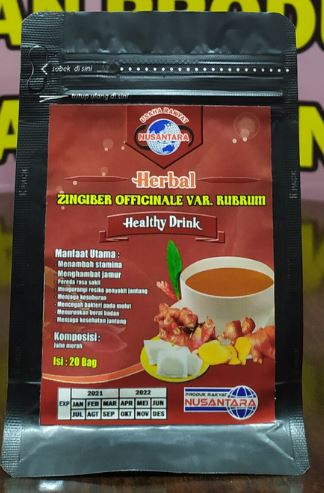 AN PRODU
sobek di sini
tutup ulang di sini
USAHA RAKYAT
NUSANTARA
Herbal
ZINGIBER OFFICINALE VAR. RUBRUM
Healthy Drink
Manfaat Utama :
- Menambah stamina
- Menghambat jamur
- Pereda rasa sakit
- Mengurangi resiko penyakit jantung
- Menjaga kesuburan
- Mencegah bakteri pada mulut
- Menurunkan berat badan
- Menjaga kesehatan jantung
Komposisi :
Jahe merah
Isi : 20 Bag
EXP 2021 2022
JAN FEB MAR APR MEI JUN
JUL AGT SEP OKT NOV DES
PRODUK RAKYAT
NUSANTARA